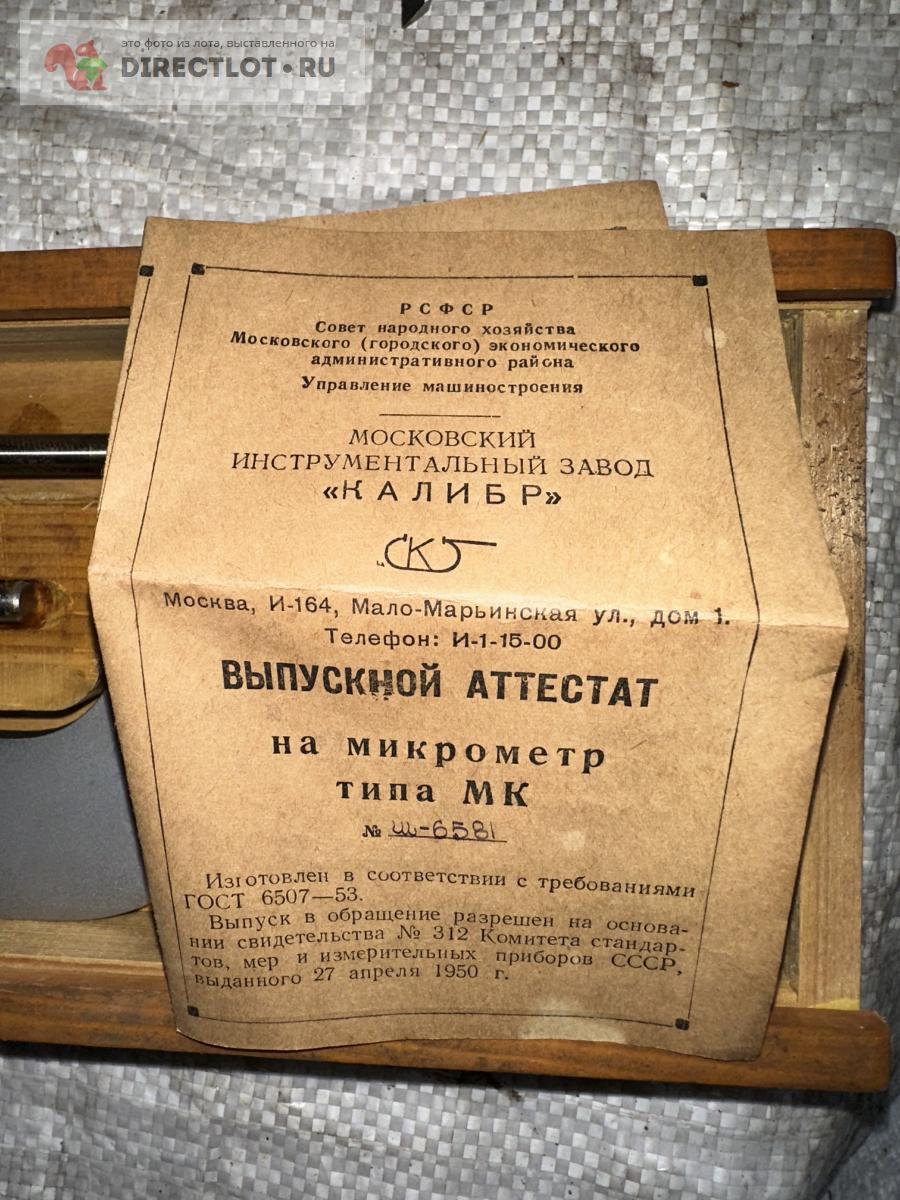 это фото из лота, выставленного на
DIRECTLOT.RU
РСФСР
Совет народного хозяйства
Московского (городского) экономического
административного района
Управление машиностроения
МОСКОВСКИЙ
ИНСТРУМЕНТАЛЬНЫЙ ЗАВОД
«КАЛИБР»
Москва, И-164, Мало-Марьинская ул., дом 1.
Телефон: И-1-15-00
ВЫПУСКНОЙ АТТЕСТАТ
на микрометр
типа МК
№ Ш-6581
Изготовлен в соответствии с требованиями
ГОСТ 6507—53.
Выпуск в обращение разрешен на основа-
нии свидетельства № 312 Комитета стандар-
тов, мер и измерительных приборов СССР,
выданного 27 апреля 1950 г.